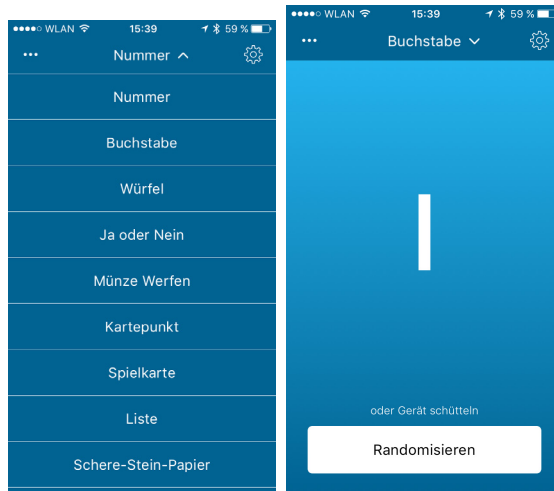 WLAN 15:39 59 %
Nummer
Nummer
Buchstabe
Würfel
Ja oder Nein
Münze Werfen
Kartepunkt
Spielkarte
Liste
Schere-Stein-Papier
WLAN 15:39 59 %
Buchstabe
I
oder Gerät schütteln
Randomisieren